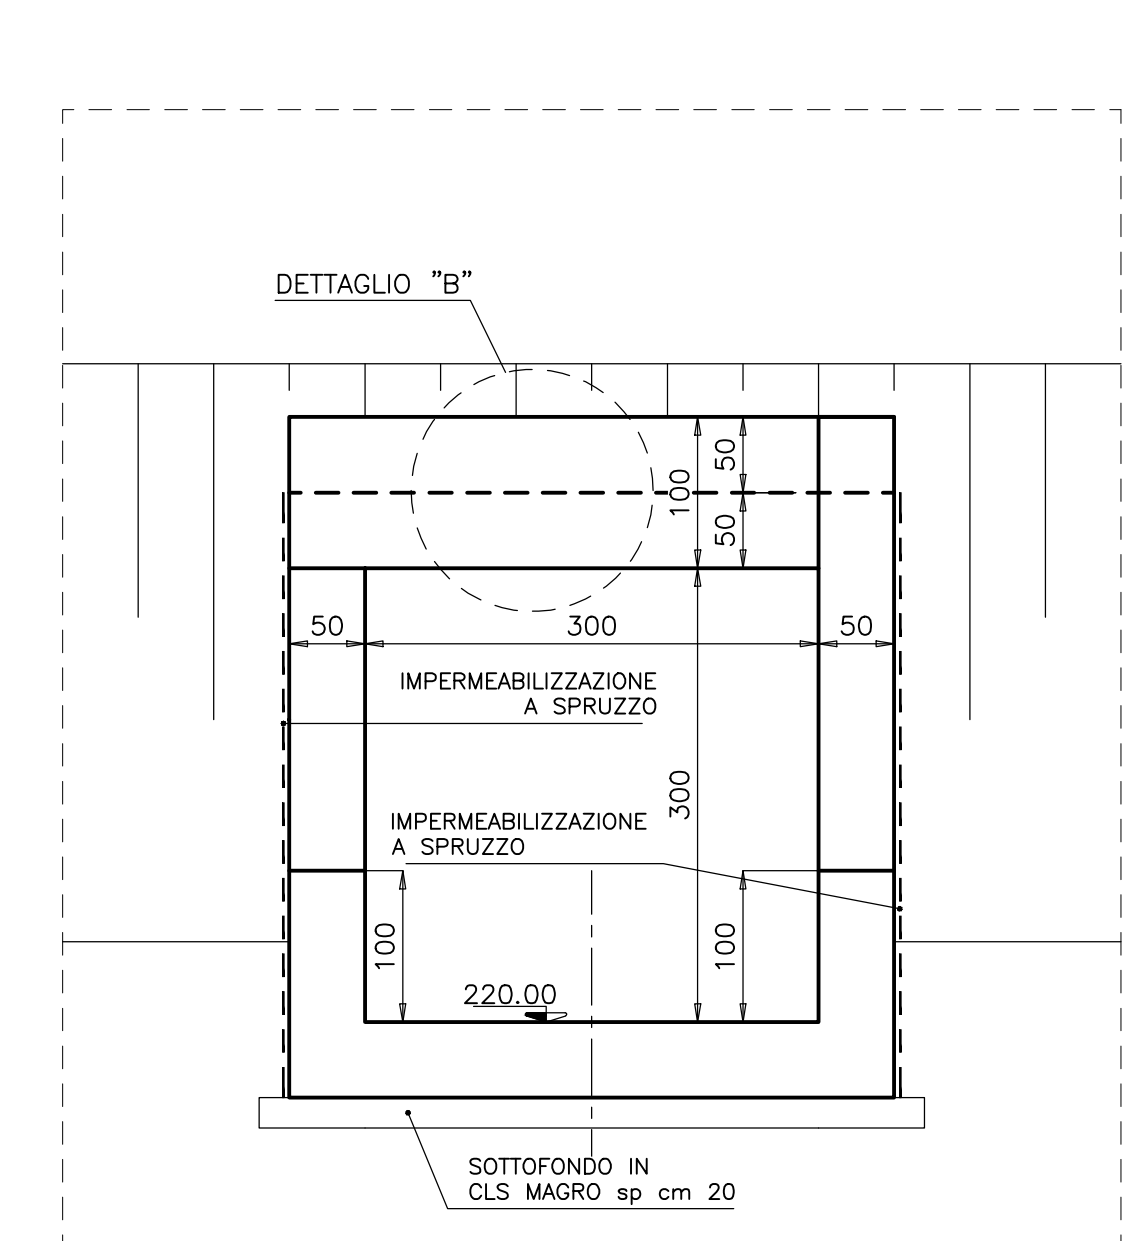 DETTAGLIO "B"
50
100
50
50
300
50
IMPERMEABILIZZAZIONE
A SPRUZZO
300
IMPERMEABILIZZAZIONE
A SPRUZZO
100
100
220.00
SOTTOFONDO IN
CLS MAGRO sp cm 20